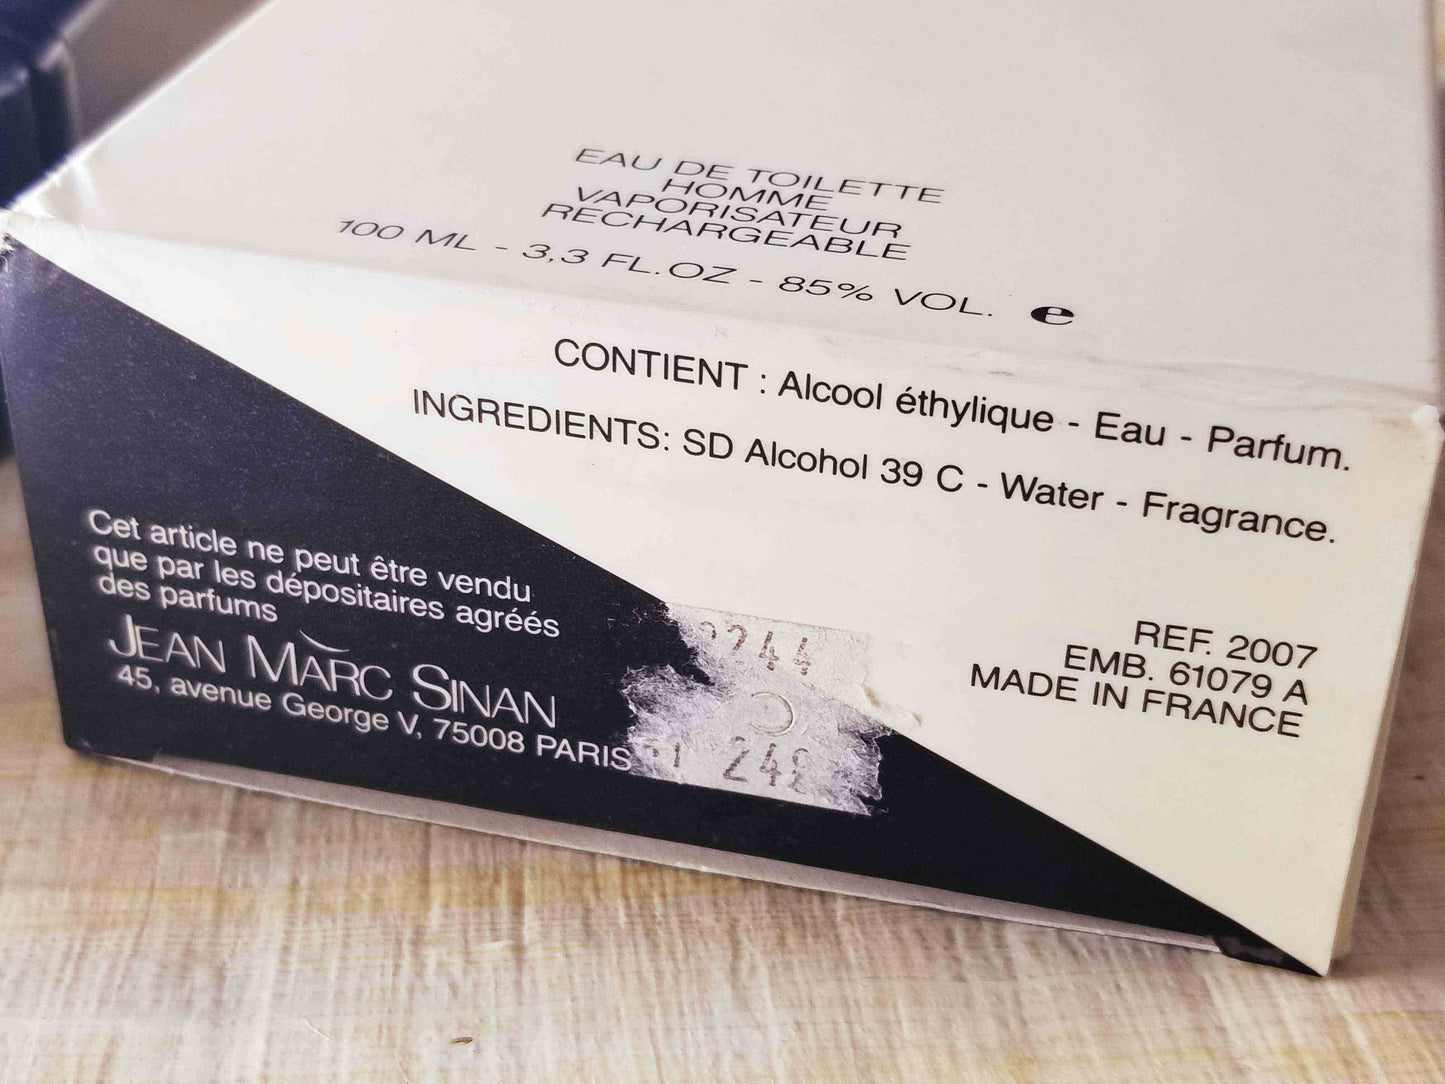 EAU DE TOILETTE
HOMME
VAPORISATEUR
RECHARGEABLE
100 ML - 3,3 FL.OZ - 85% VOL. ℮
CONTIENT : Alcool éthylique - Eau - Parfum.
INGREDIENTS: SD Alcohol 39 C - Water - Fragrance.
Cet article ne peut être vendu
que par les dépositaires agréés
des parfums
JEAN MARC SINAN
45, avenue George V, 75008 PARIS
REF. 2007
EMB. 61079 A
MADE IN FRANCE